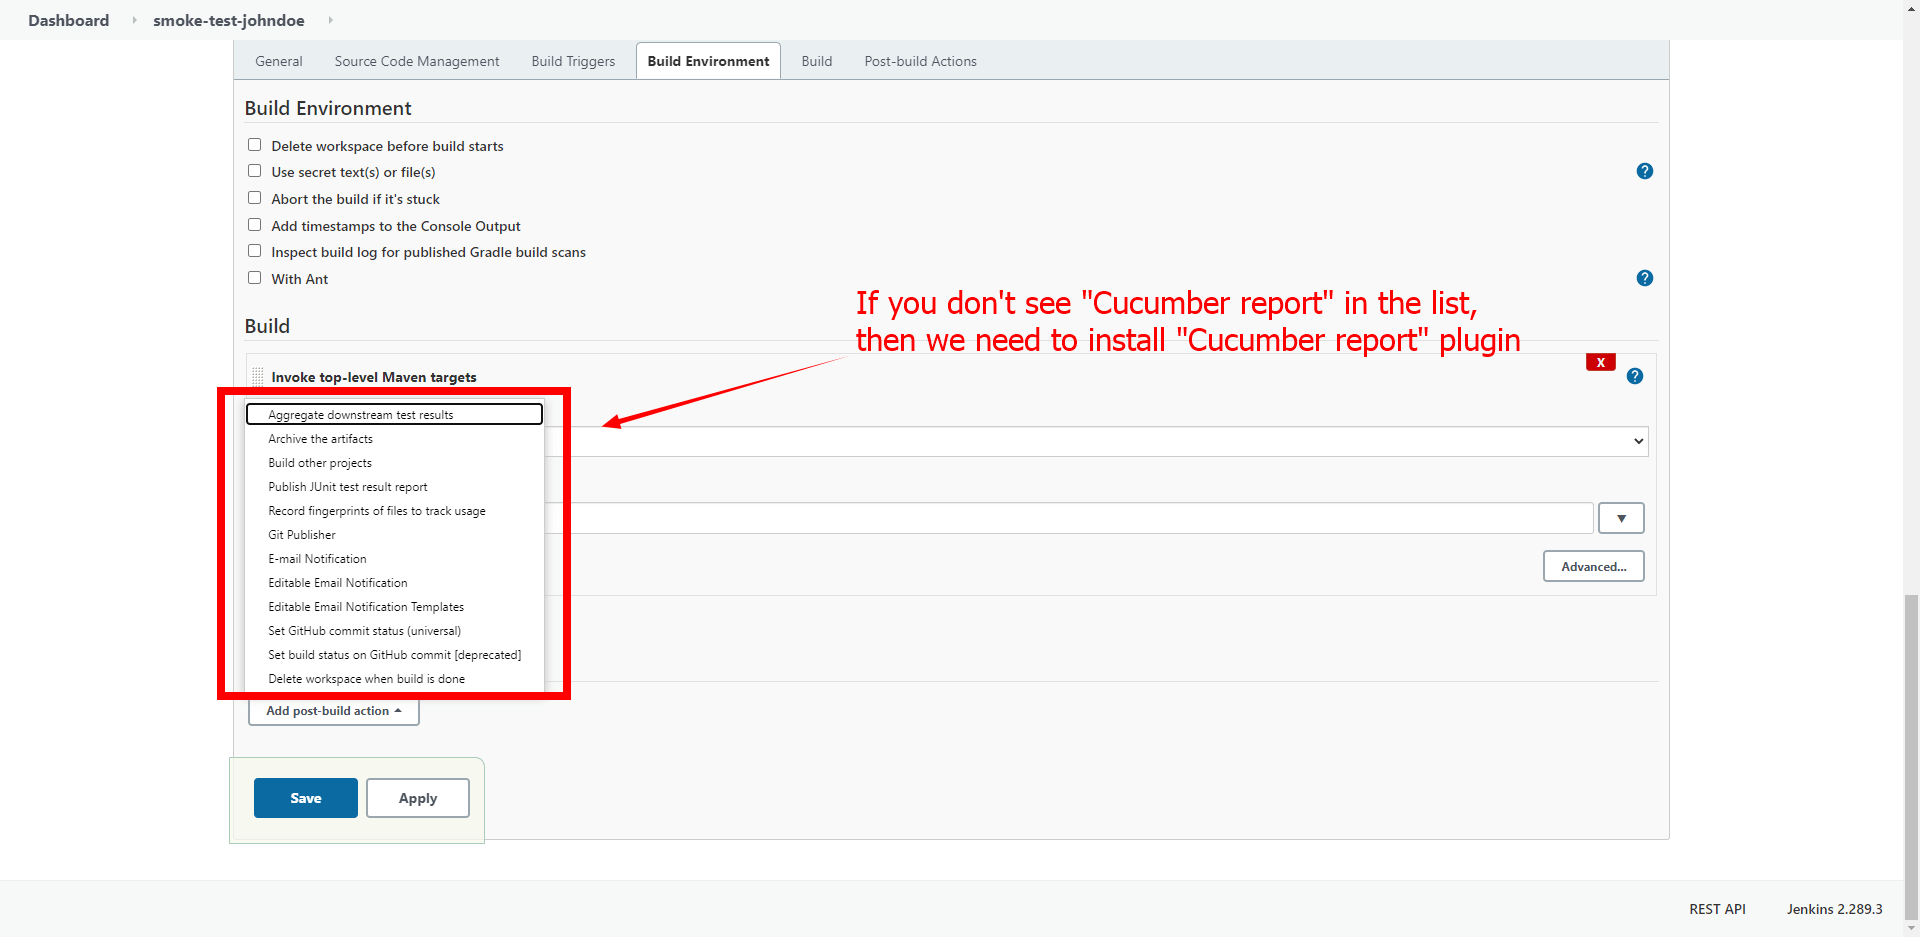 Dashboard
smoke-test-johndoe
General
Source Code Management
Build Triggers
Build Environment
Build
Post-build Actions
Build Environment
Delete workspace before build starts
Use secret text(s) or file(s)
?
Abort the build if it's stuck
Add timestamps to the Console Output
Inspect build log for published Gradle build scans
With Ant
?
If you don't see "Cucumber report" in the list,
then we need to install "Cucumber report" plugin
Build
X
Invoke top-level Maven targets
?
Aggregate downstream test results
Archive the artifacts
Build other projects
Publish JUnit test result report
Record fingerprints of files to track usage
Git Publisher
E-mail Notification
Editable Email Notification
Editable Email Notification Templates
Set GitHub commit status (universal)
Set build status on GitHub commit [deprecated]
Delete workspace when build is done
Advanced...
Add post-build action
Save
Apply
REST API
Jenkins 2.289.3